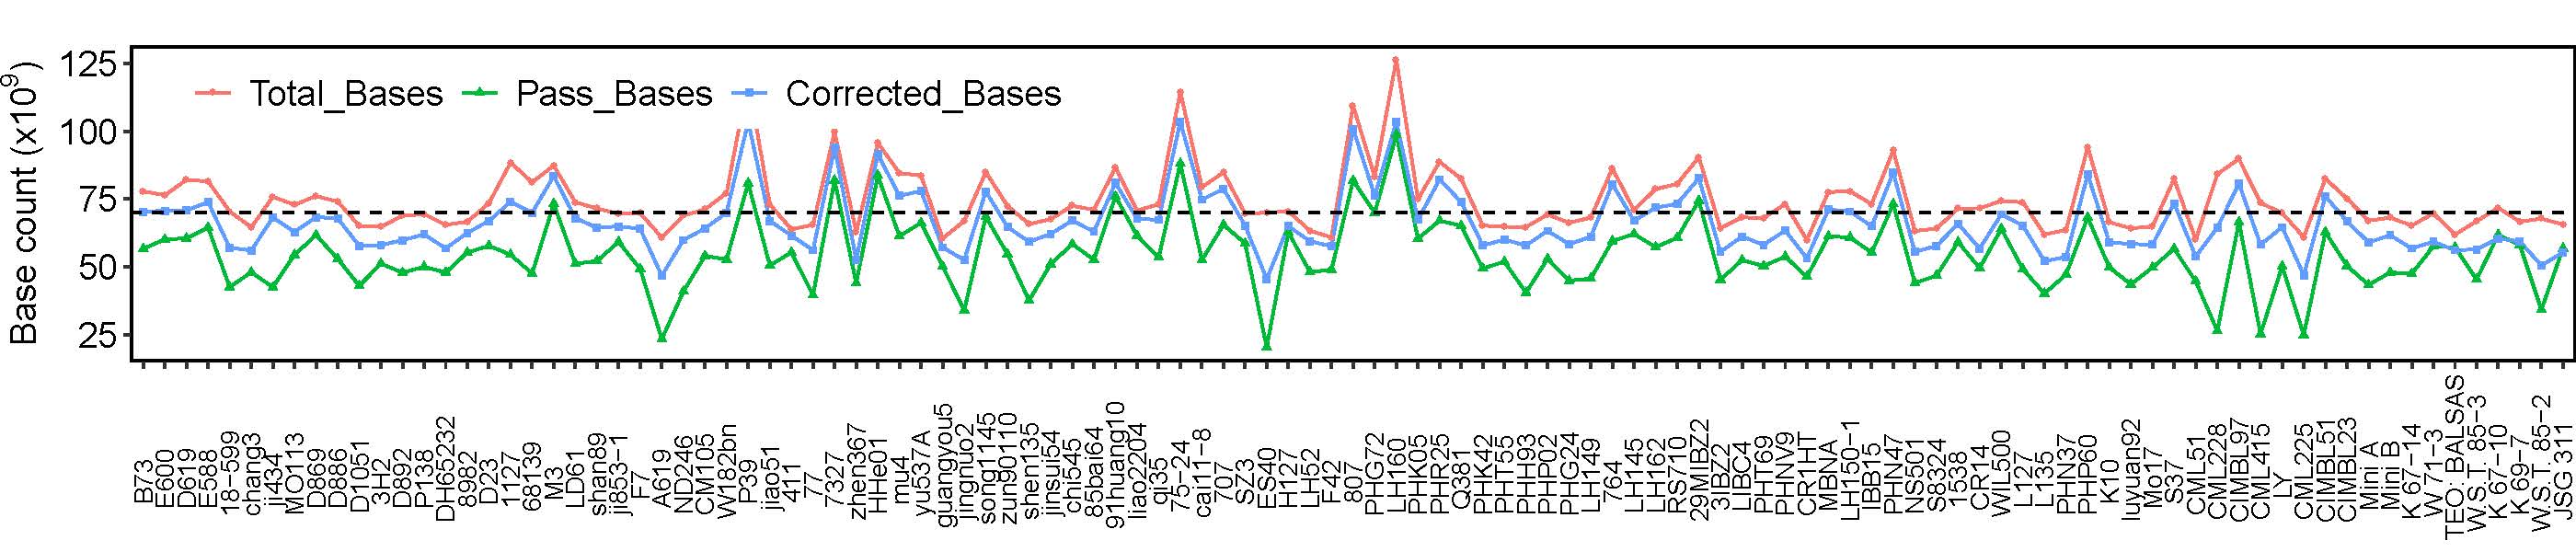 Base count (x10⁹)
125
100
75
50
25
Total_Bases
Pass_Bases
Corrected_Bases
B73
E600
D619
E588
18−599
chang3
ji434
MO113
D869
D886
D1051
3H2
D892
P138
DH65232
8982
D23
1127
68139
M3
LD61
shan89
ji853−1
F7
A619
ND246
CM105
W182bn
P39
jiao51
411
77
7327
zhen367
HHe01
mu4
yu537A
guangyou5
jingnuo2
song1145
zun90110
shen135
jinsui54
chi545
85bai64
91huang10
liao2204
qi35
75−24
cai11−8
707
SZ3
ES40
H127
LH52
F42
807
PHG72
LH160
PHK05
PHR25
Q381
PHK42
PHT55
PHH93
PHP02
PHG24
LH149
764
LH145
LH162
RS710
29MIBZ2
3IBZ2
LIBC4
PHT69
PHNV9
CR1HT
MBNA
LH150−1
IBB15
PHN47
NS501
S8324
1538
CR14
WIL500
L127
L135
PHN37
PHP60
K10
luyuan92
Mo17
S37
CML51
CML228
CIMBL97
CML415
LY
CML225
CIMBL51
CIMBL23
Mini A
Mini B
K 67−14
W 71−3
TEO: BALSAS
W.S.T. 85−3
K 67−10
K 69−7
W.S.T. 85−2
JSG 311